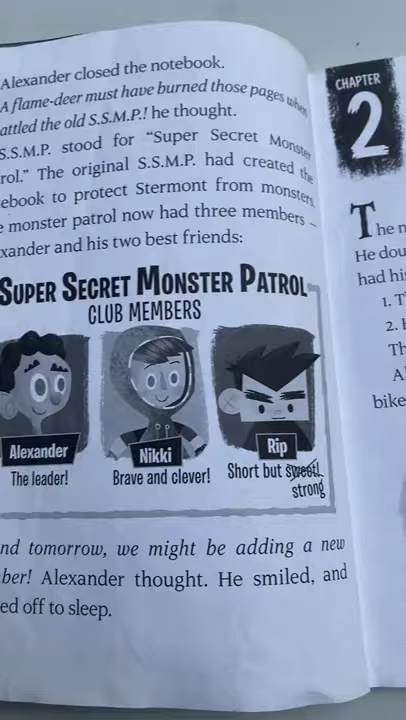 Alexander closed the notebook.
A flame-deer must have burned those pages when
attled the old S.S.M.P.! he thought.
S.S.M.P. stood for “Super Secret Monster
rol.” The original S.S.M.P. had created the
ebook to protect Stermont from monsters.
e monster patrol now had three members –
xander and his two best friends:
SUPER SECRET MONSTER PATROL
CLUB MEMBERS
Alexander
The leader!
Nikki
Brave and clever!
Rip
Short but sweet!
strong
nd tomorrow, we might be adding a new
ber! Alexander thought. He smiled, and
ed off to sleep.
CHAPTER
2
The n
He dou
had his
1. T
2. H
Th
A
bike